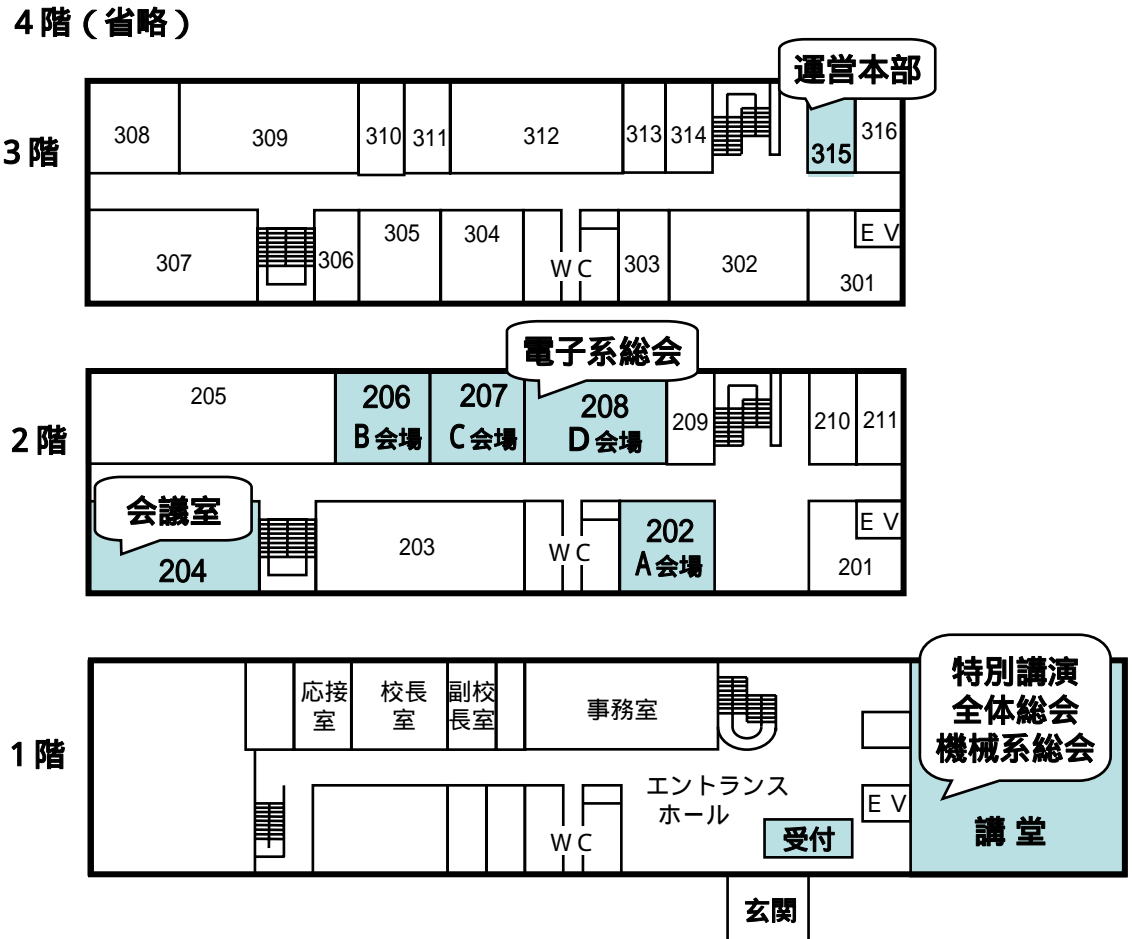 ４階（省略）
運営本部
３階
308
309
310
311
312
313
314
315
316
307
306
305
304
ＷＣ
303
302
301
ＥＶ
電子系総会
２階
205
206
Ｂ会場
207
Ｃ会場
208
Ｄ会場
209
210
211
会議室
204
203
ＷＣ
202
Ａ会場
201
ＥＶ
１階
応接
室
校長
室
副校
長室
事務室
特別講演
全体総会
機械系総会
エントランス
ホール
ＷＣ
受付
ＥＶ
講堂
玄関